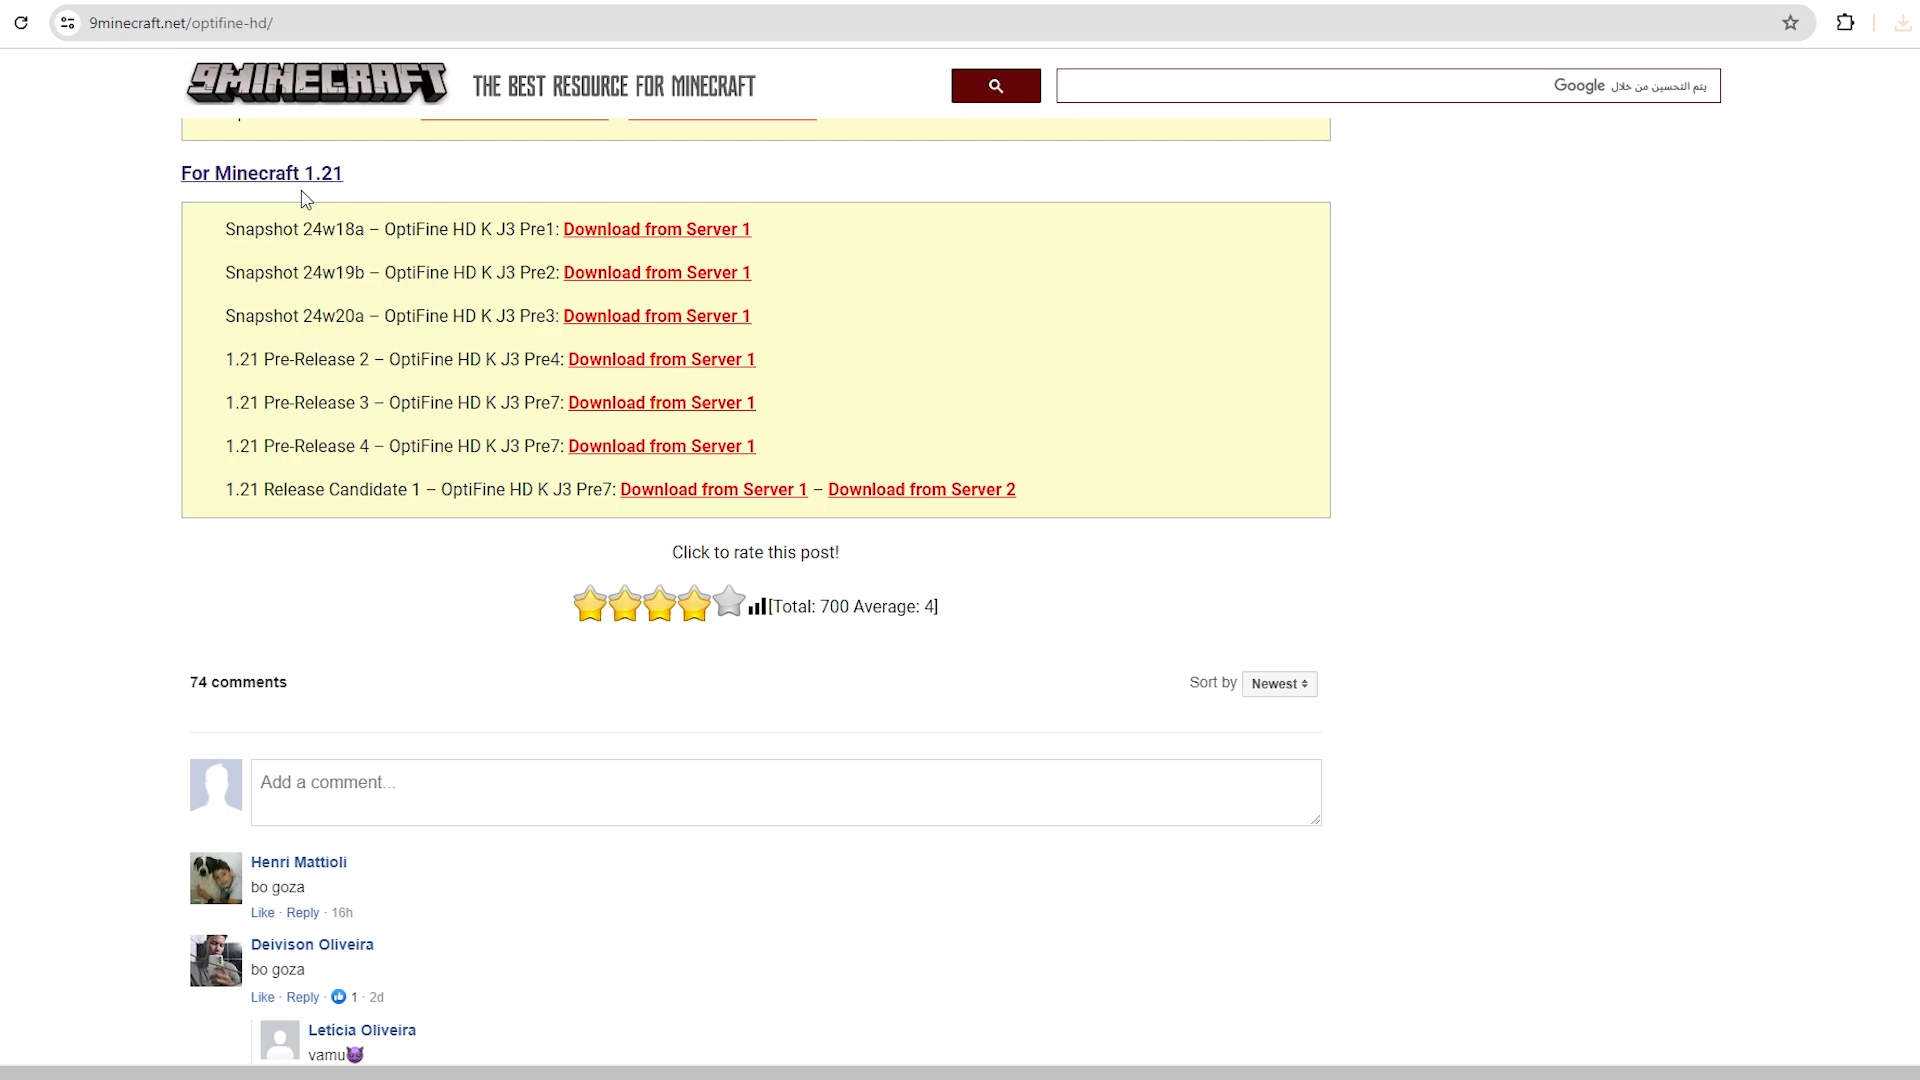 9minecraft.net/optifine-hd/
9MINECRAFT THE BEST RESOURCE FOR MINECRAFT
يتم التحسين من خلال Google
For Minecraft 1.21
Snapshot 24w18a – OptiFine HD K J3 Pre1: Download from Server 1
Snapshot 24w19b – OptiFine HD K J3 Pre2: Download from Server 1
Snapshot 24w20a – OptiFine HD K J3 Pre3: Download from Server 1
1.21 Pre-Release 2 – OptiFine HD K J3 Pre4: Download from Server 1
1.21 Pre-Release 3 – OptiFine HD K J3 Pre7: Download from Server 1
1.21 Pre-Release 4 – OptiFine HD K J3 Pre7: Download from Server 1
1.21 Release Candidate 1 – OptiFine HD K J3 Pre7: Download from Server 1 – Download from Server 2
Click to rate this post!
[Total: 700 Average: 4]
74 comments
Sort by Newest
Add a comment...
Henri Mattioli
bo goza
Like · Reply · 16h
Deivison Oliveira
bo goza
Like · Reply · 1 · 2d
Letícia Oliveira
vamu😈